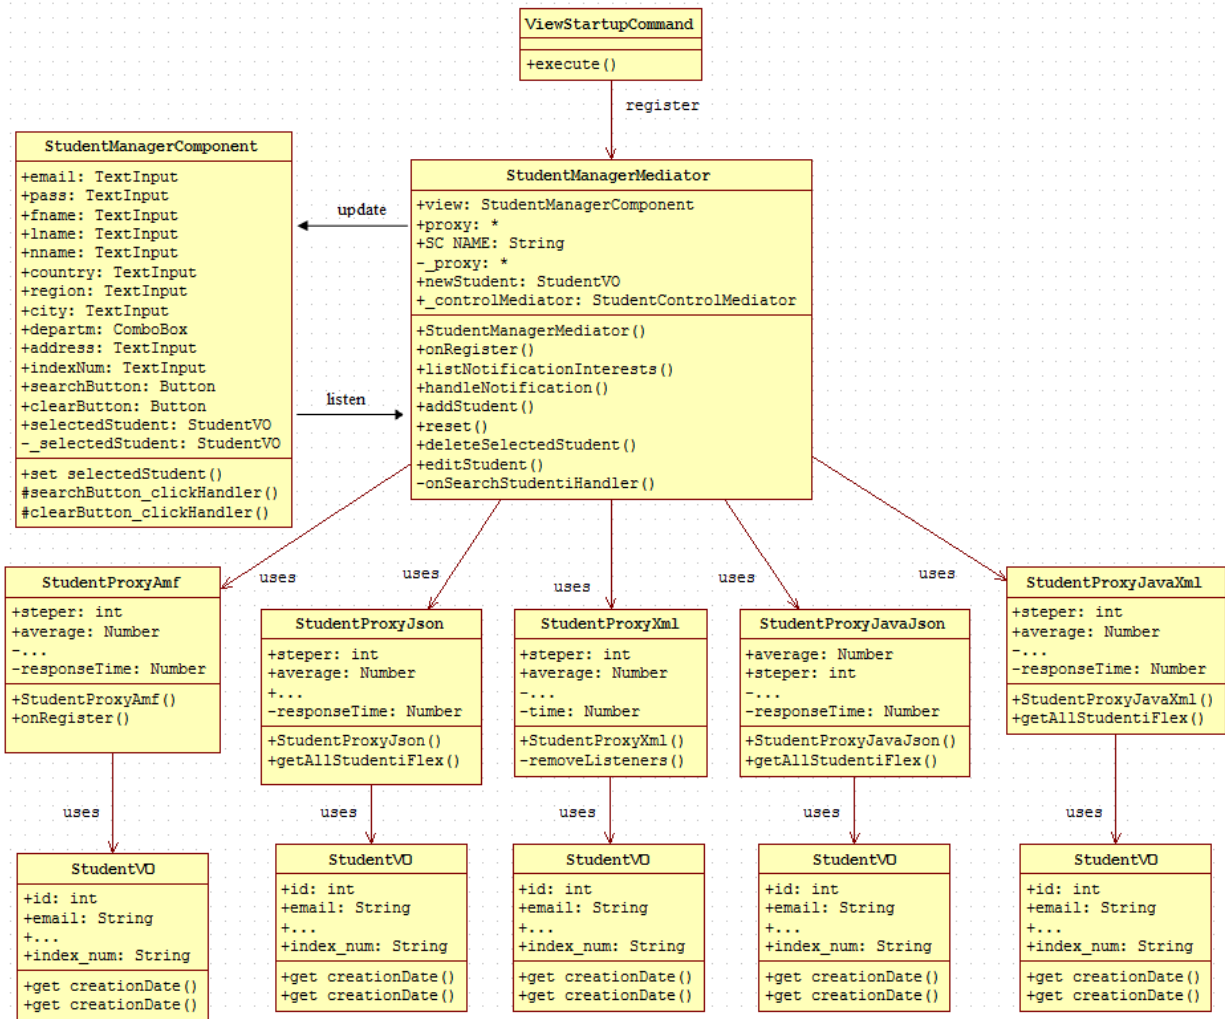 ViewStartupCommand
+execute()
register
StudentManagerComponent
+email: TextInput
+pass: TextInput
+fname: TextInput
+lname: TextInput
+nname: TextInput
+country: TextInput
+region: TextInput
+city: TextInput
+departm: ComboBox
+address: TextInput
+indexNum: TextInput
+searchButton: Button
+clearButton: Button
+selectedStudent: StudentVO
-_selectedStudent: StudentVO
+set selectedStudent()
#searchButton_clickHandler()
#clearButton_clickHandler()
update
listen
StudentManagerMediator
+view: StudentManagerComponent
+proxy: *
+SC NAME: String
-_proxy: *
+newStudent: StudentVO
+_controlMediator: StudentControlMediator
+StudentManagerMediator()
+onRegister()
+listNotificationInterests()
+handleNotification()
+addStudent()
+reset()
+deleteSelectedStudent()
+editStudent()
-onSearchStudentiHandler()
uses
uses
uses
uses
uses
StudentProxyAmf
+steper: int
+average: Number
-...
-responseTime: Number
+StudentProxyAmf()
+onRegister()
StudentProxyJson
+steper: int
+average: Number
+...
-responseTime: Number
+StudentProxyJson()
+getAllStudentiFlex()
StudentProxyXml
+steper: int
+average: Number
-...
-time: Number
+StudentProxyXml()
-removeListeners()
StudentProxyJavaJson
+average: Number
+steper: int
-...
-responseTime: Number
+StudentProxyJavaJson()
+getAllStudentiFlex()
StudentProxyJavaXml
+steper: int
+average: Number
-...
-responseTime: Number
+StudentProxyJavaXml()
+getAllStudentiFlex()
uses
uses
uses
uses
uses
StudentVO
+id: int
+email: String
+...
+index_num: String
+get creationDate()
+get creationDate()
StudentVO
+id: int
+email: String
+...
+index_num: String
+get creationDate()
+get creationDate()
StudentVO
+id: int
+email: String
+...
+index_num: String
+get creationDate()
+get creationDate()
StudentVO
+id: int
+email: String
+...
+index_num: String
+get creationDate()
+get creationDate()
StudentVO
+id: int
+email: String
+...
+index_num: String
+get creationDate()
+get creationDate()